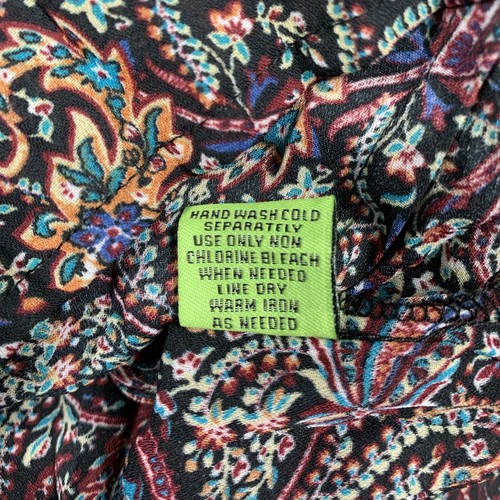 HAND WASH COLD
SEPARATELY
USE ONLY NON
CHLORINE BLEACH
WHEN NEEDED
LINE DRY
WARM IRON
AS NEEDED